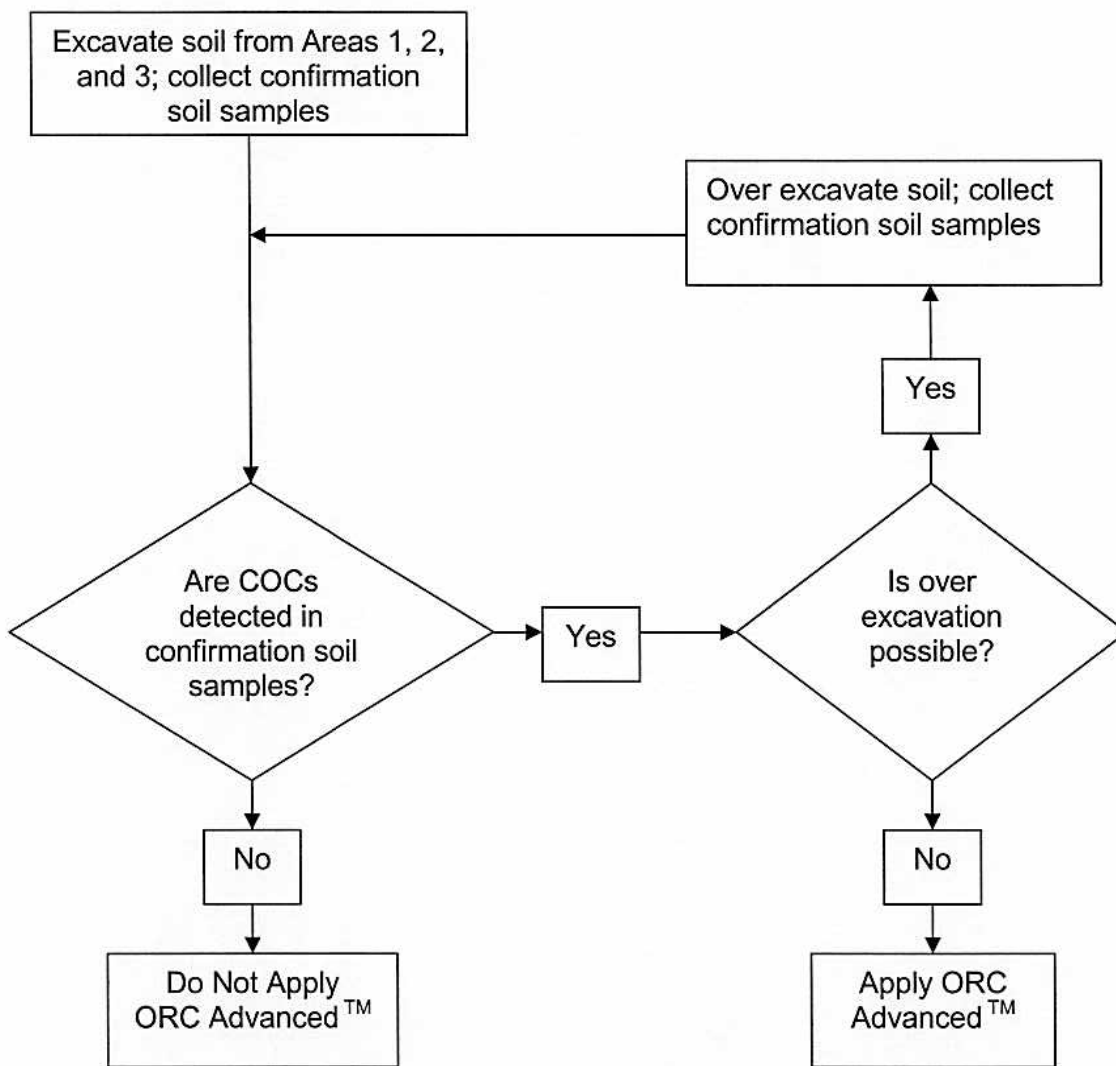 Excavate soil from Areas 1, 2,
and 3; collect confirmation
soil samples
Over excavate soil; collect
confirmation soil samples
Yes
Are COCs
detected in
confirmation soil
samples?
Yes
Is over
excavation
possible?
No
No
Do Not Apply
ORC Advanced™
Apply ORC
Advanced™